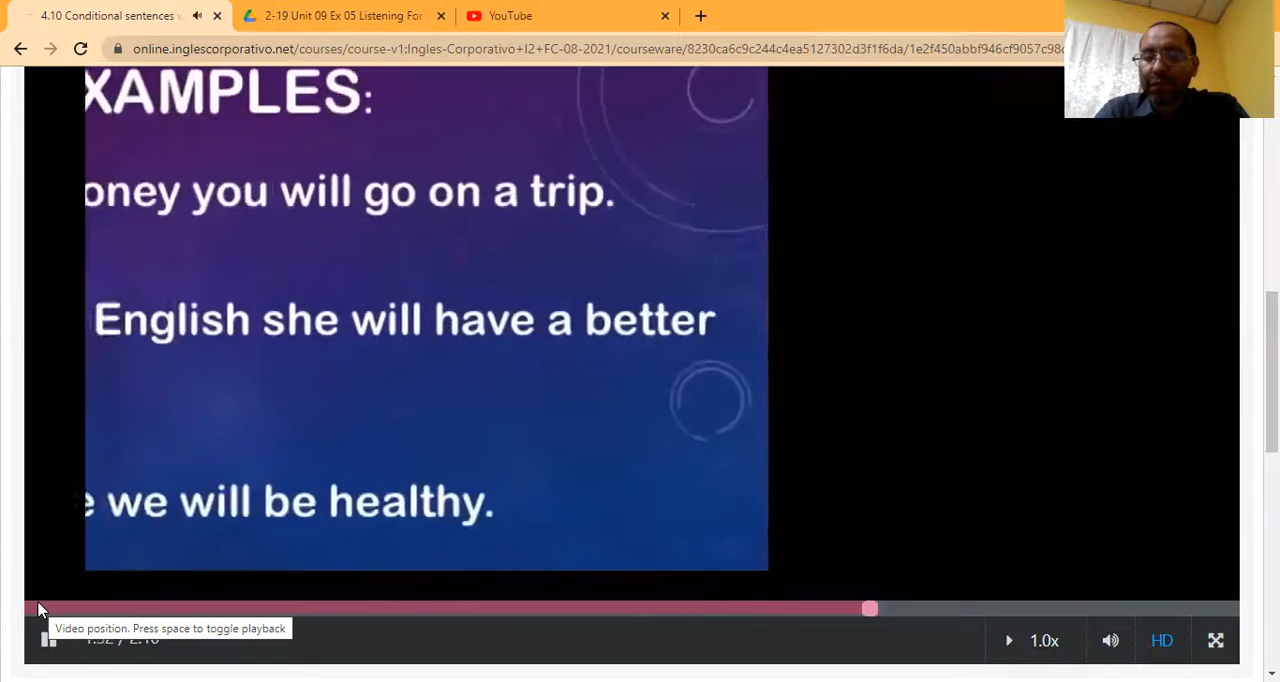 4.10 Conditional sentences
2-19 Unit 09 Ex 05 Listening For
YouTube
online.inglescorporativo.net/courses/course-v1:Ingles-Corporativo+I2+FC-08-2021/courseware/8230ca6c9c244c4ea5127302d3f1f6da/1e2f450abbf946cf9057c98c
XAMPLES:
oney you will go on a trip.
English she will have a better
e we will be healthy.
Video position. Press space to toggle playback
1.0x
HD